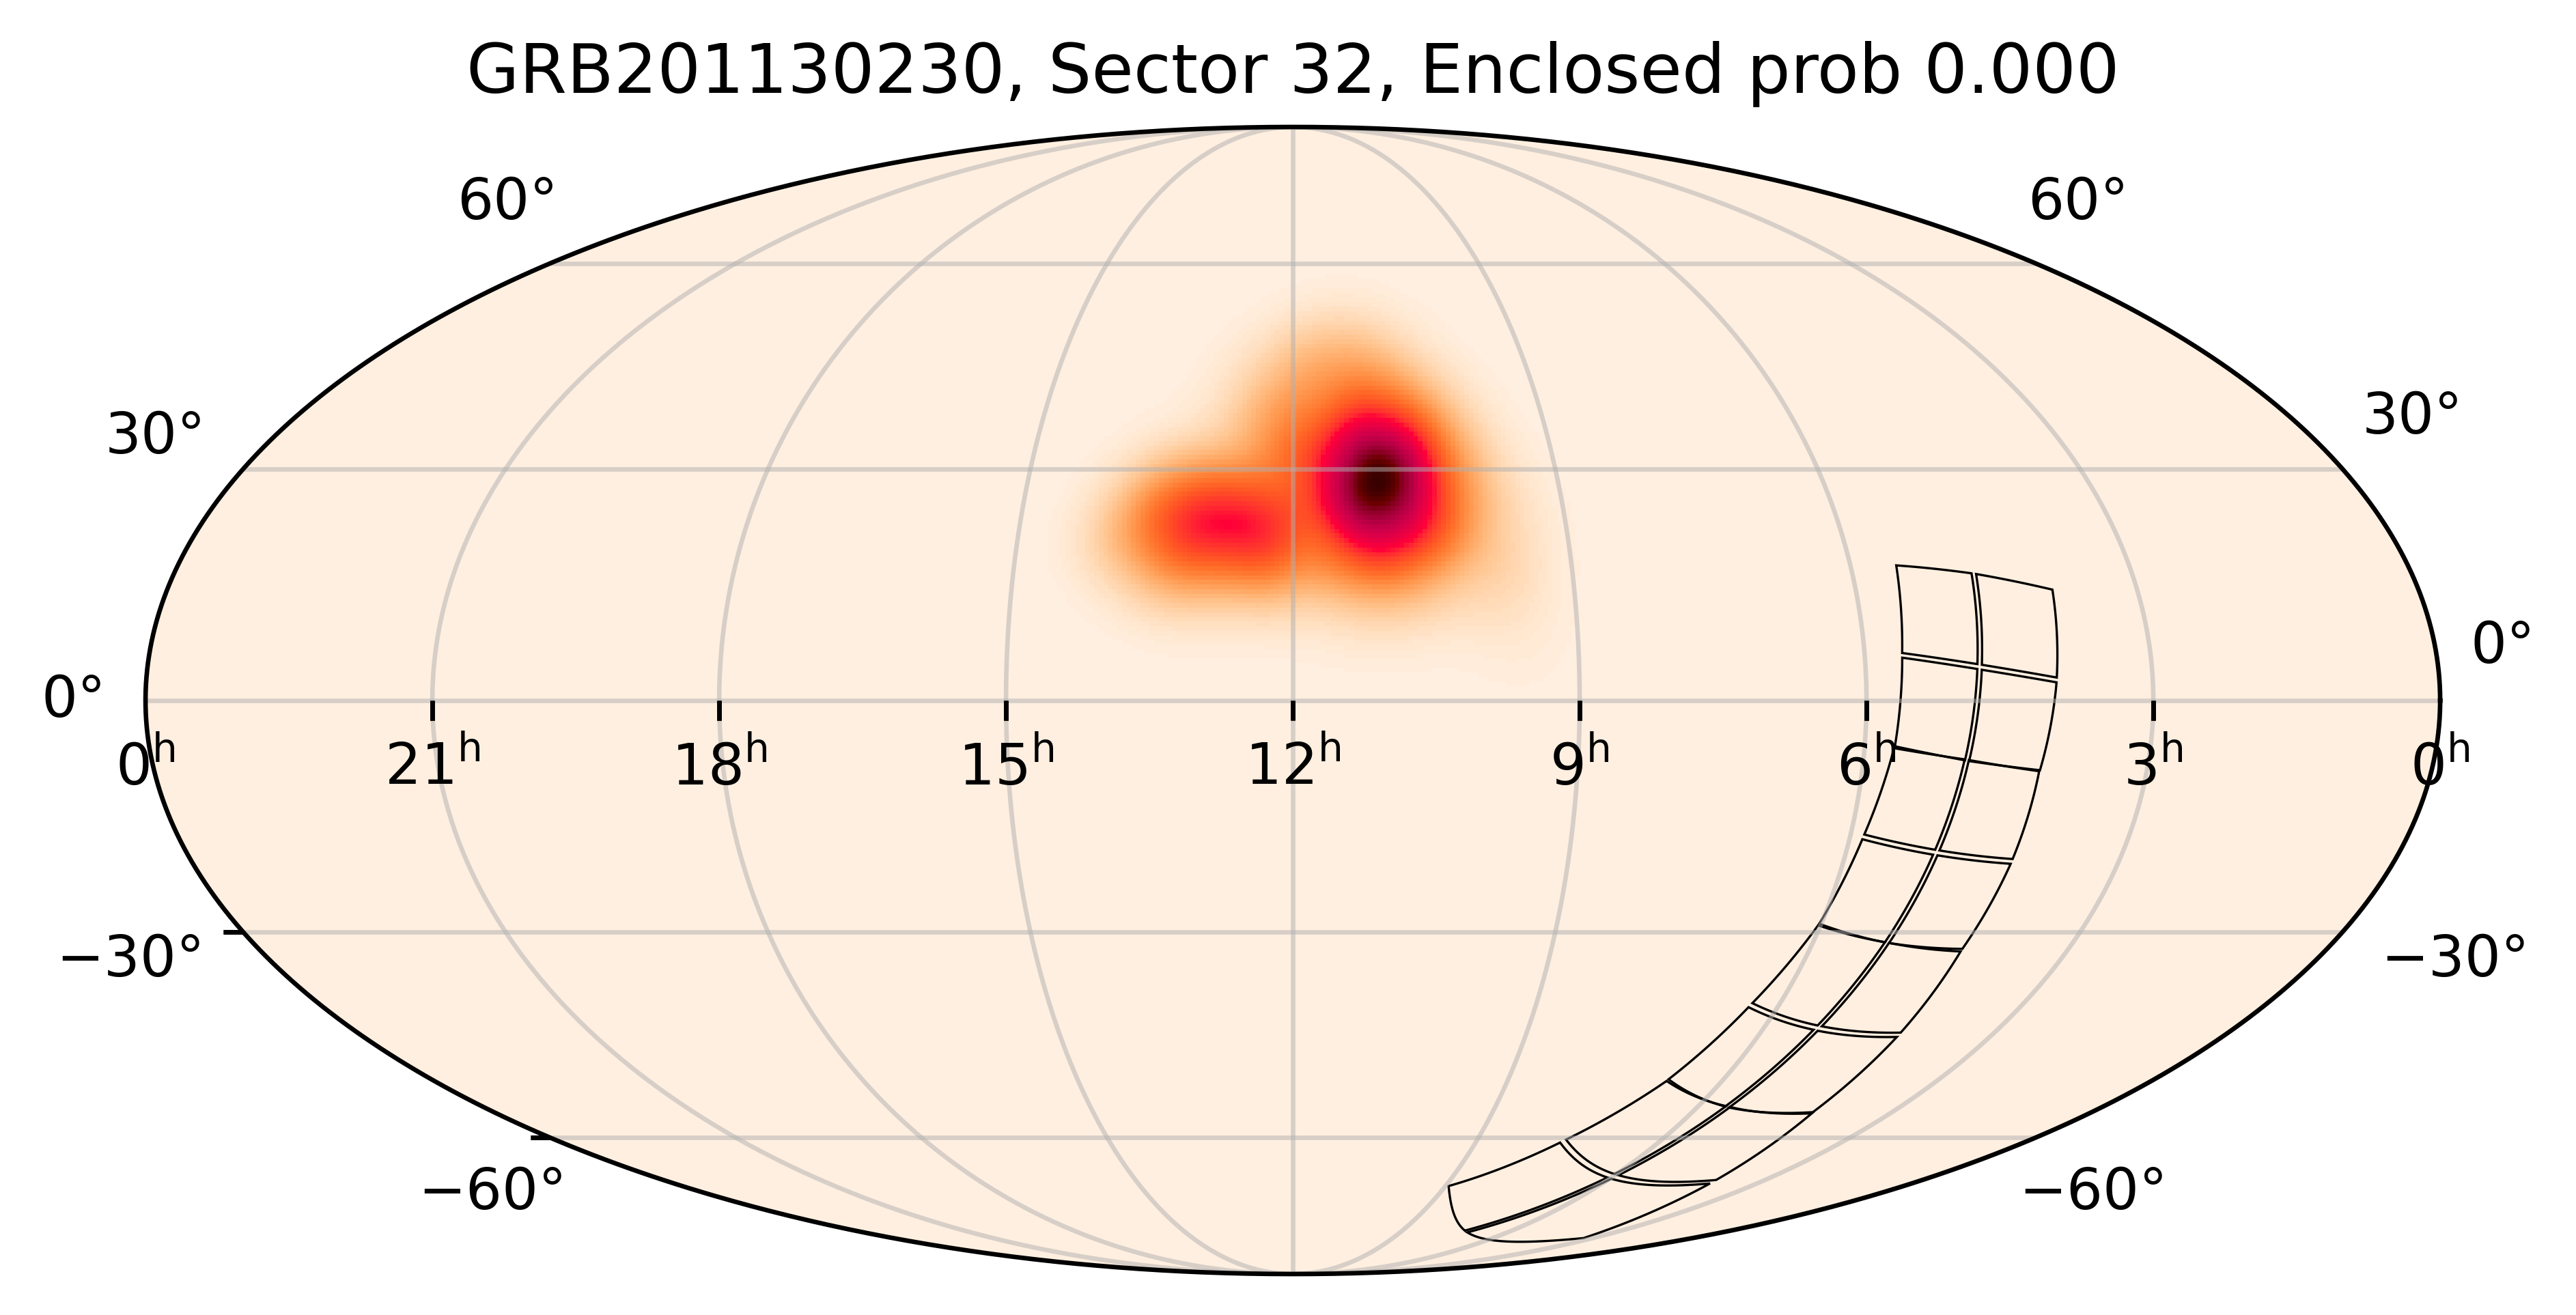 GRB201130230, Sector 32, Enclosed prob 0.000
60° 60°
30° 30°
0° 0°
0ʰ 21ʰ 18ʰ 15ʰ 12ʰ 9ʰ 6ʰ 3ʰ 0ʰ
−30° −30°
−60° −60°